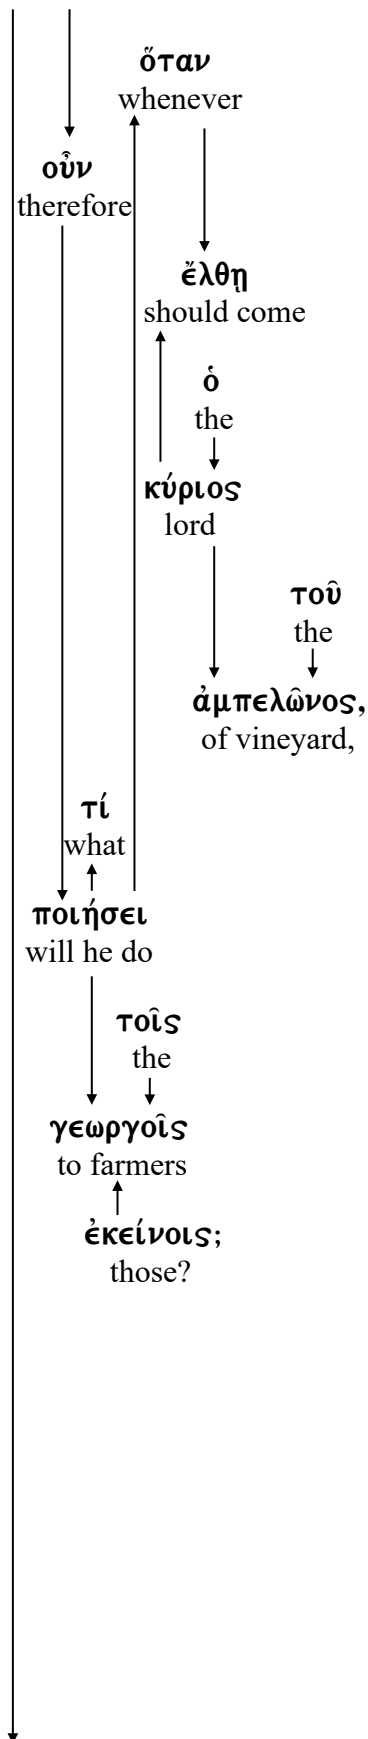 ὅταν
whenever
οὖν
therefore
ἔλθῃ
should come
ὁ
the
κύριος
lord
τοῦ
the
ἀμπελῶνος,
of vineyard,
τί
what
ποιήσει
will he do
τοῖς
the
γεωργοῖς
to farmers
ἐκείνοις;
those?